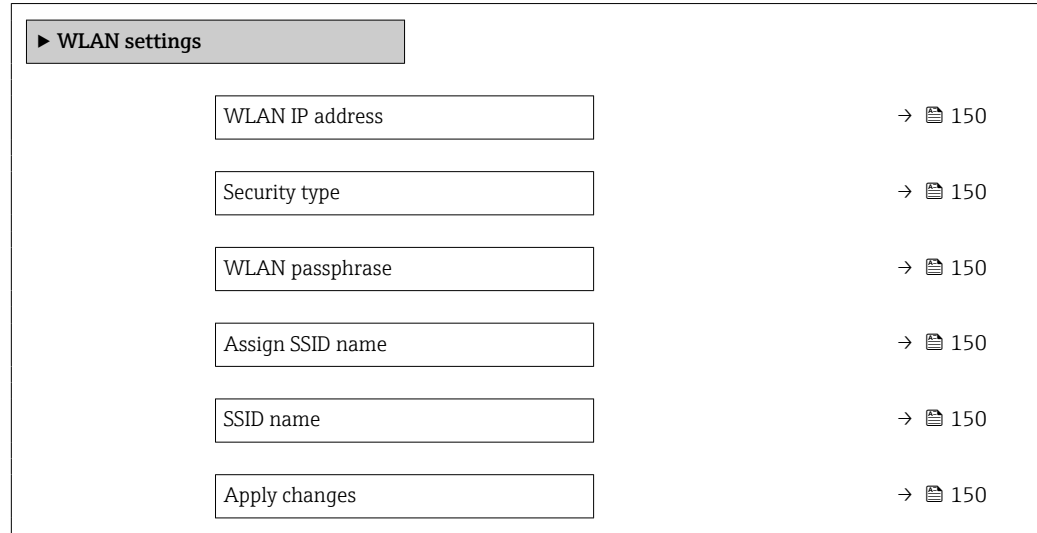 ▶ WLAN settings
WLAN IP address → 🖹 150
Security type → 🖹 150
WLAN passphrase → 🖹 150
Assign SSID name → 🖹 150
SSID name → 🖹 150
Apply changes → 🖹 150